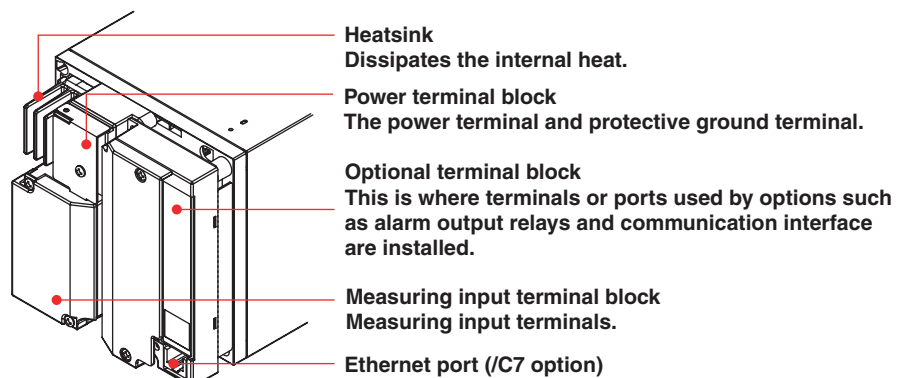 Heatsink
Dissipates the internal heat.
Power terminal block
The power terminal and protective ground terminal.
Optional terminal block
This is where terminals or ports used by options such
as alarm output relays and communication interface
are installed.
Measuring input terminal block
Measuring input terminals.
Ethernet port (/C7 option)